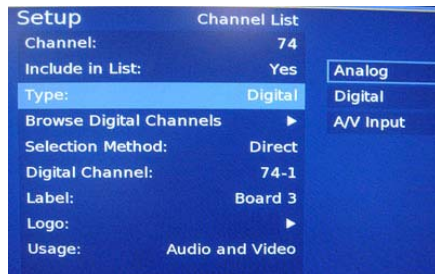 Setup Channel List
Channel: 74
Include in List: Yes
Type: Digital
Browse Digital Channels ▶
Selection Method: Direct
Digital Channel: 74-1
Label: Board 3
Logo: ▶
Usage: Audio and Video
Analog
Digital
A/V Input